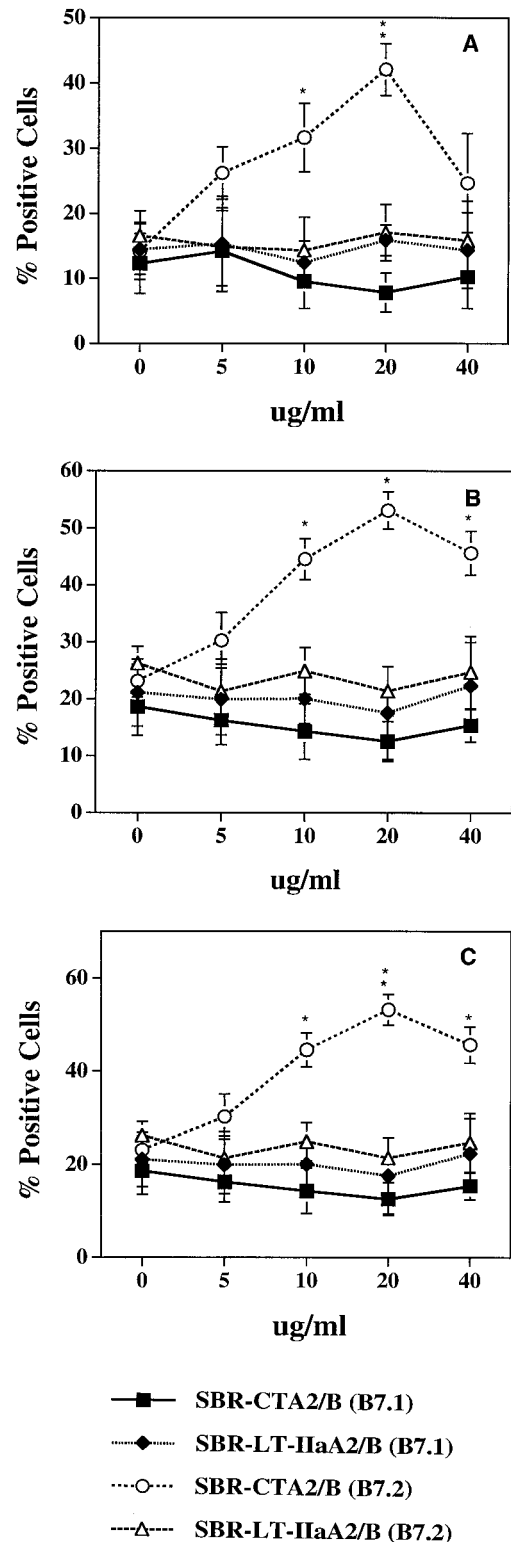 50
A
40
30
20
10
0
% Positive Cells
*
*
*
0 5 10 20 40
ug/ml
60
B
50
40
30
20
10
0
% Positive Cells
*
*
*
0 5 10 20 40
ug/ml
C
60
40
20
0
% Positive Cells
*
*
*
*
0 5 10 20 40
ug/ml
SBR-CTA2/B (B7.1)
SBR-LT-IIaA2/B (B7.1)
SBR-CTA2/B (B7.2)
SBR-LT-IIaA2/B (B7.2)